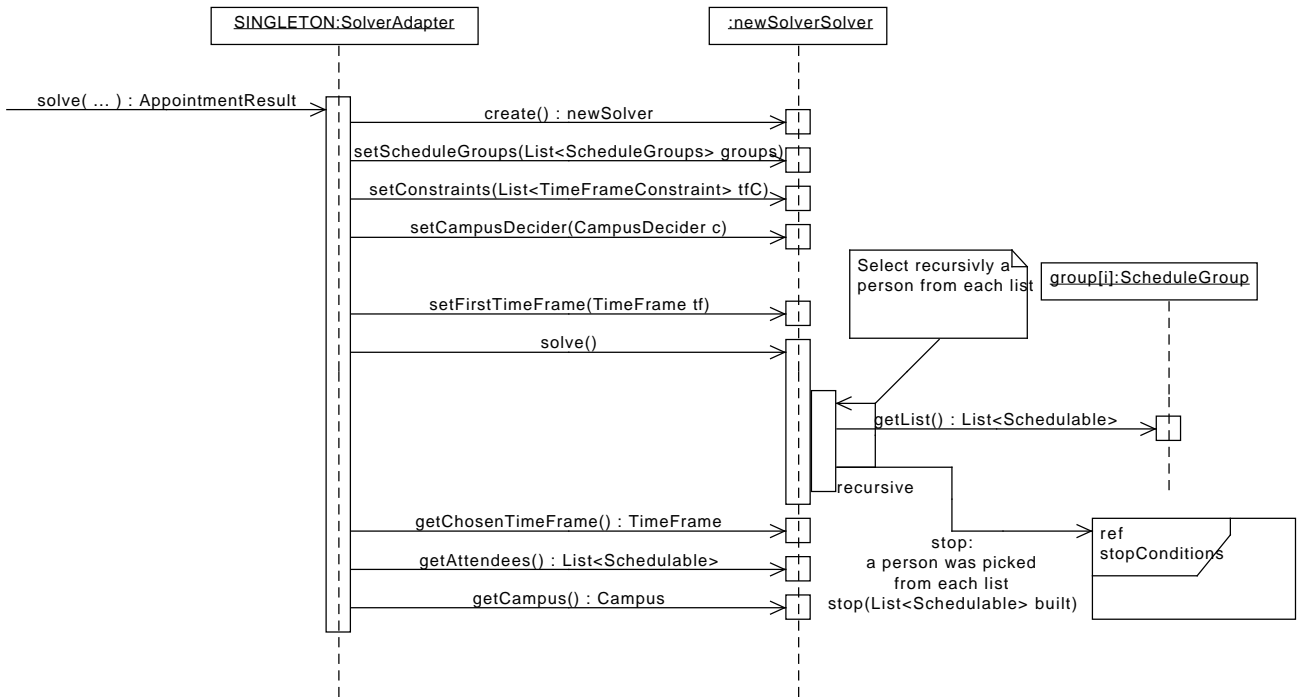 SINGLETON:SolverAdapter
:newSolverSolver
solve( ... ) : AppointmentResult
create() : newSolver
setScheduleGroups(List<ScheduleGroups> groups)
setConstraints(List<TimeFrameConstraint> tfC)
setCampusDecider(CampusDecider c)
Select recursivly a
person from each list
group[i]:ScheduleGroup
setFirstTimeFrame(TimeFrame tf)
solve()
getList() : List<Schedulable>
recursive
getChosenTimeFrame() : TimeFrame
getAttendees() : List<Schedulable>
getCampus() : Campus
stop:
a person was picked
from each list
stop(List<Schedulable> built)
ref
stopConditions